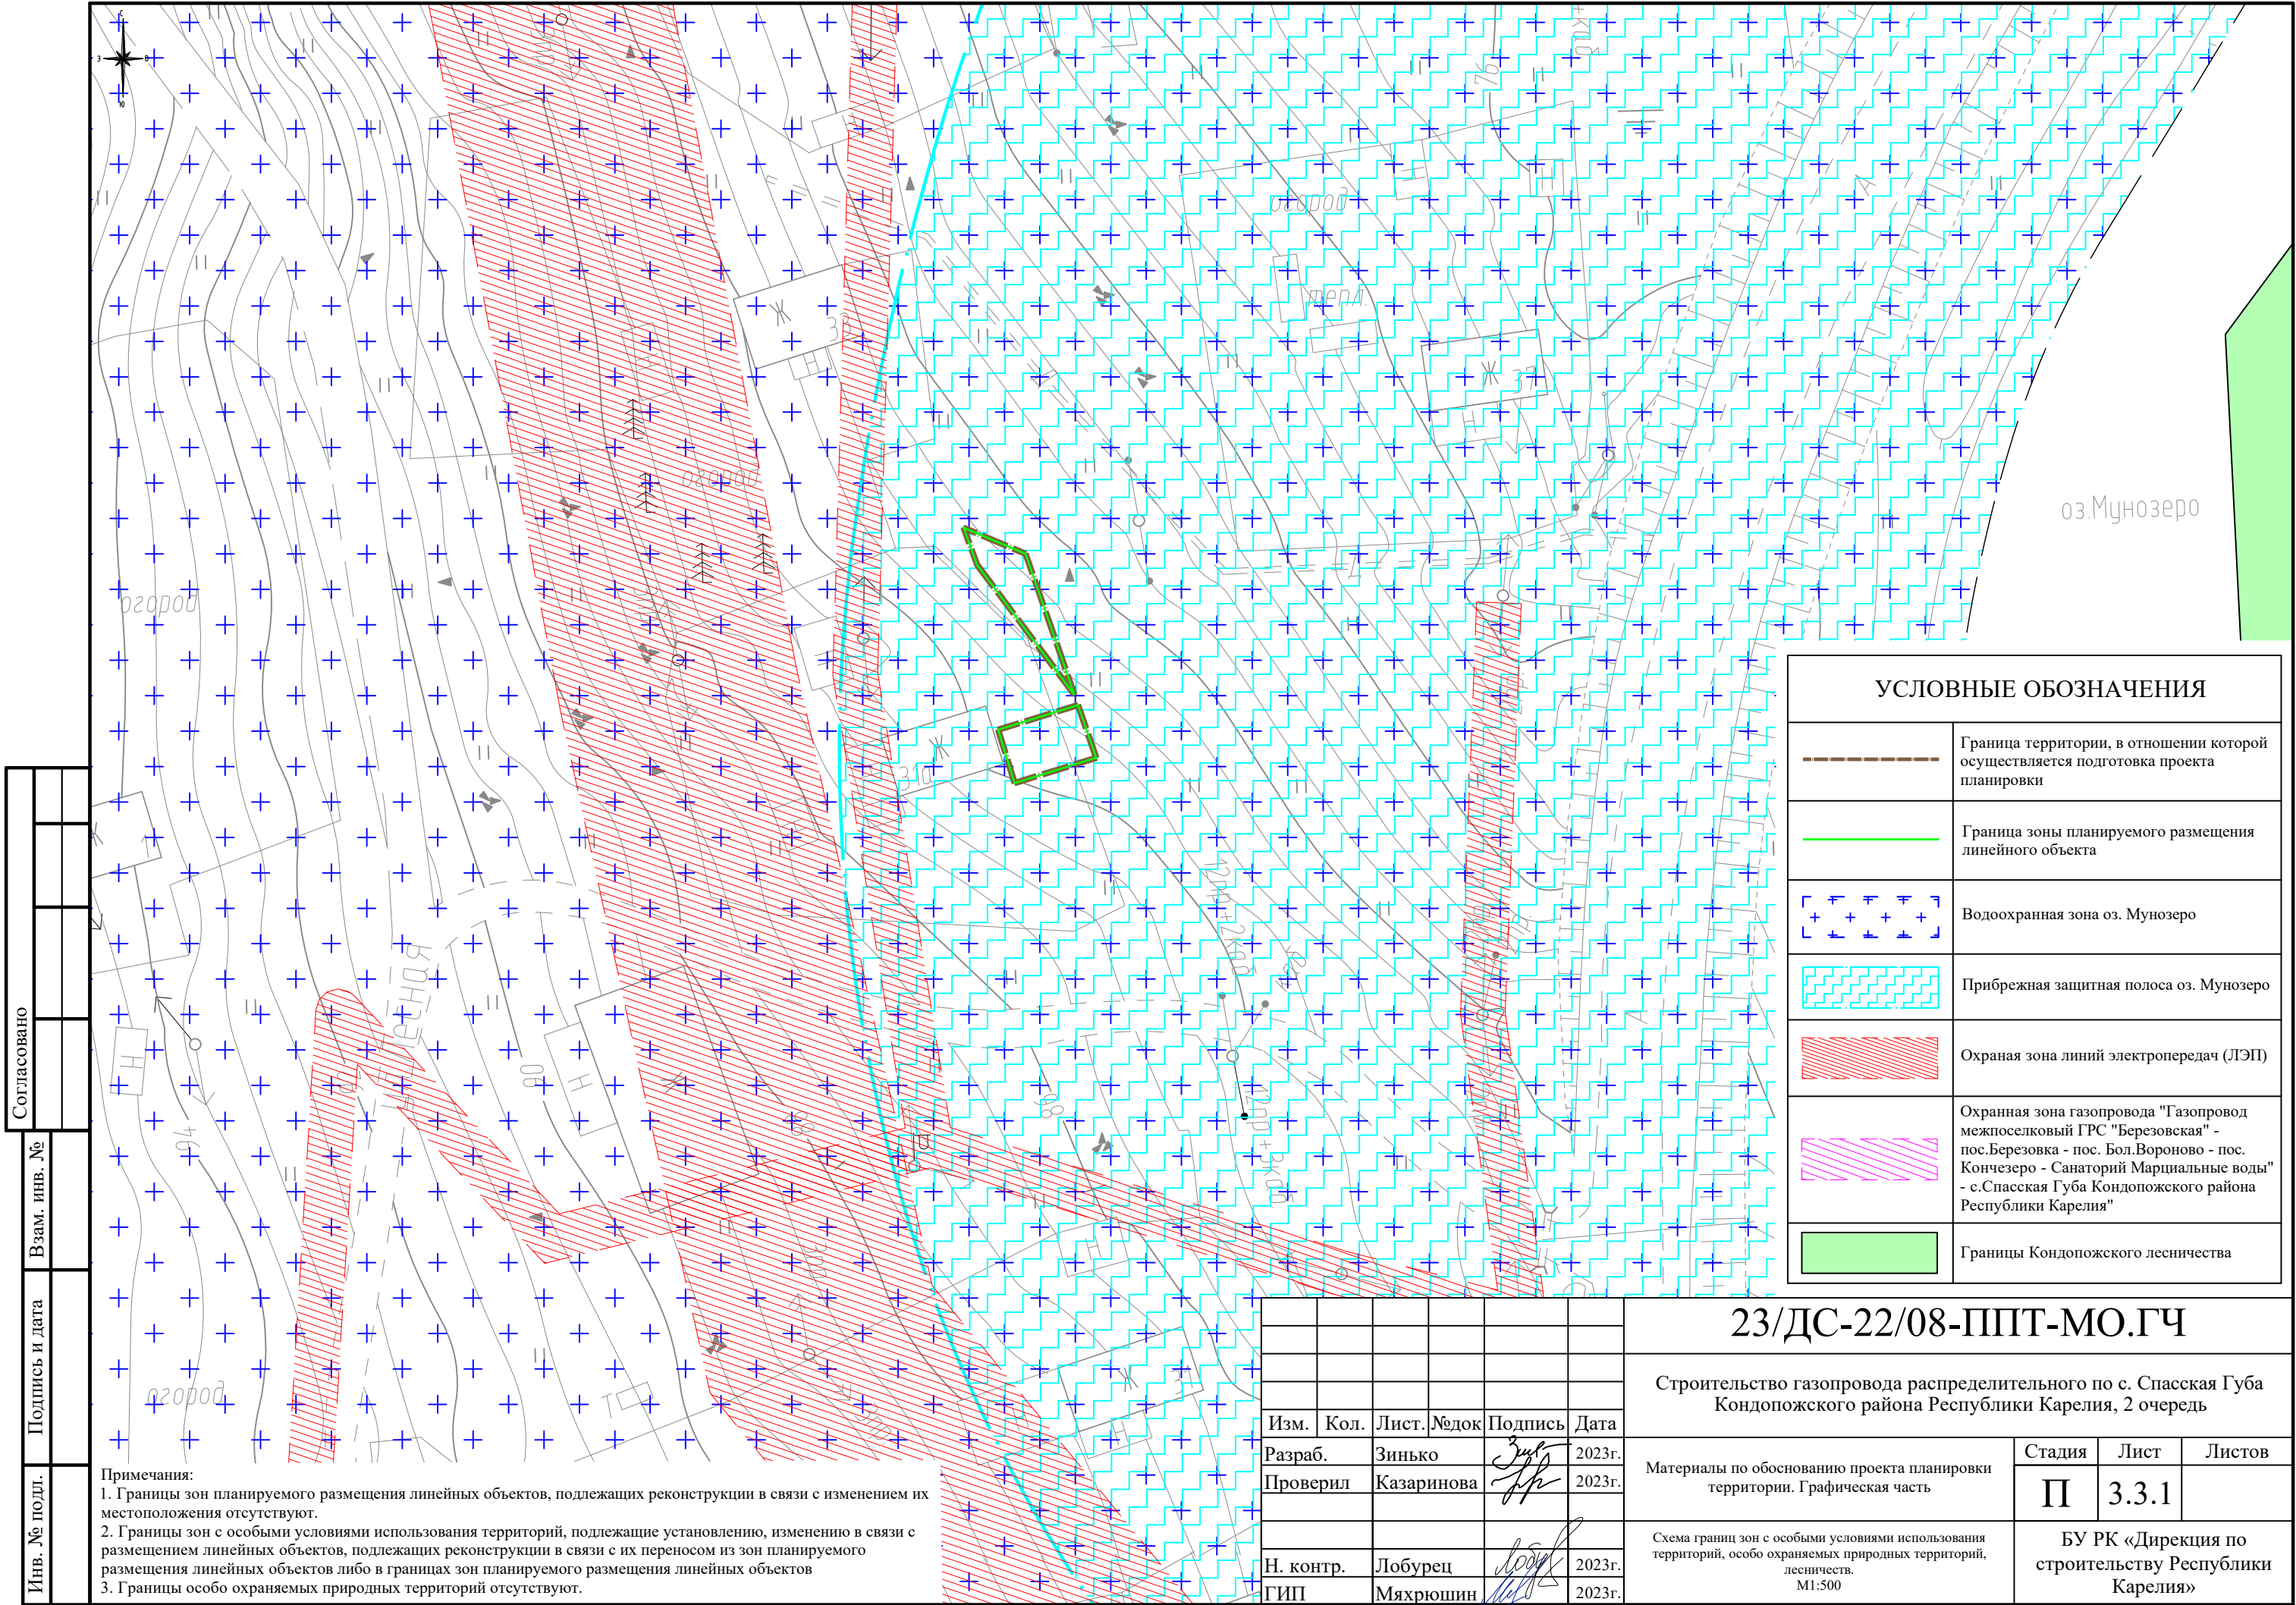 огород
тепл.
Ж
33
Н
Ж 37
Н
огород
оз.Мунозеро
огород
Ж
31а
Н
огород
УСЛОВНЫЕ ОБОЗНАЧЕНИЯ
Граница территории, в отношении которой
осуществляется подготовка проекта
планировки
Граница зоны планируемого размещения
линейного объекта
Водоохранная зона оз. Мунозеро
Прибрежная защитная полоса оз. Мунозеро
Охраная зона линий электропередач (ЛЭП)
Охранная зона газопровода "Газопровод
межпоселковый ГРС "Березовская" -
пос.Березовка - пос. Бол.Вороново - пос.
Кончезеро - Санаторий Марциальные воды"
- с.Спасская Губа Кондопожского района
Республики Карелия"
Границы Кондопожского лесничества
Согласовано
Взам. инв. №
Подпись и дата
Инв. № подл.
Примечания:
1. Границы зон планируемого размещения линейных объектов, подлежащих реконструкции в связи с изменением их
местоположения отсутствуют.
2. Границы зон с особыми условиями использования территорий, подлежащие установлению, изменению в связи с
размещением линейных объектов, подлежащих реконструкции в связи с их переносом из зон планируемого
размещения линейных объектов либо в границах зон планируемого размещения линейных объектов
3. Границы особо охраняемых природных территорий отсутствуют.
23/ДС-22/08-ППТ-МО.ГЧ
Строительство газопровода распределительного по с. Спасская Губа
Кондопожского района Республики Карелия, 2 очередь
Изм. Кол. Лист. №док Подпись Дата
Разраб. Зинько 2023г.
Проверил Казаринова 2023г.
Н. контр. Лобурец 2023г.
ГИП Мяхрюшин 2023г.
Материалы по обоснованию проекта планировки
территории. Графическая часть
Стадия Лист Листов
П 3.3.1
Схема границ зон с особыми условиями использования
территорий, особо охраняемых природных территорий,
лесничеств.
М1:500
БУ РК «Дирекция по
строительству Республики
Карелия»